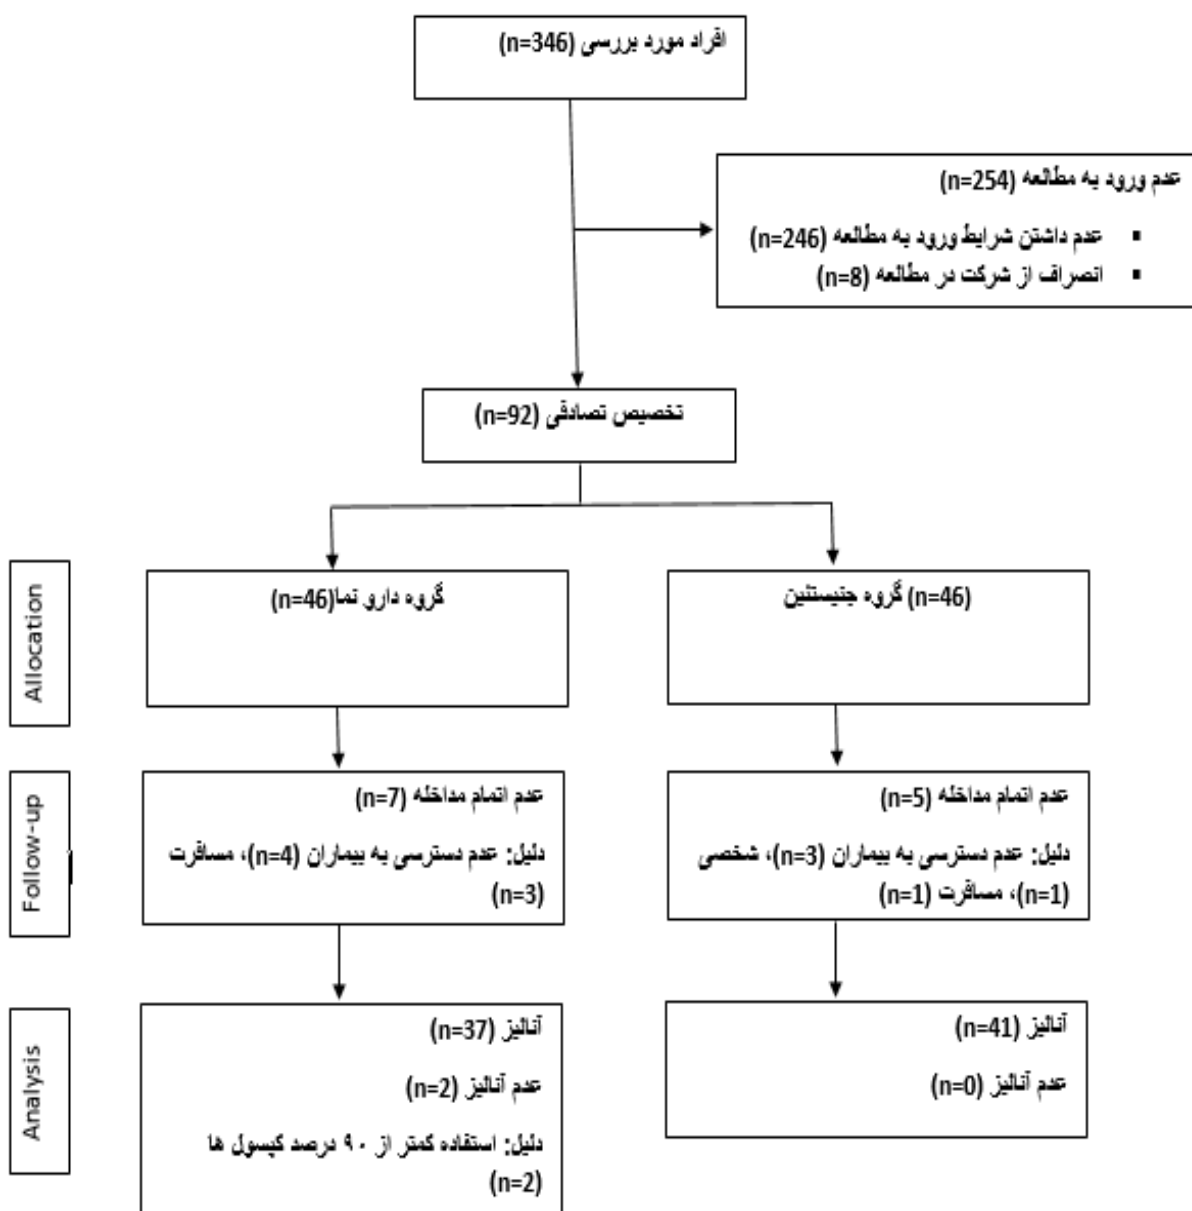 افراد مورد بررسی (n=346)
عدم ورود به مطالعه (n=254)
▪ عدم داشتن شرایط ورود به مطالعه (n=246)
▪ انصراف از شرکت در مطالعه (n=8)
تخصیص تصادفی (n=92)
Allocation
(n=46) گروه جنیستئین
گروه دارو نما(n=46)
Follow-up
عدم اتمام مداخله (n=5)
دلیل: عدم دسترسی به بیماران (n=3)، شخصی
(n=1)، مسافرت (n=1)
عدم اتمام مداخله (n=7)
دلیل: عدم دسترسی به بیماران (n=4)، مسافرت
(n=3)
Analysis
آنالیز (n=41)
عدم آنالیز (n=0)
آنالیز (n=37)
عدم آنالیز (n=2)
دلیل: استفاده کمتر از ۹۰ درصد کپسول ها
(n=2)